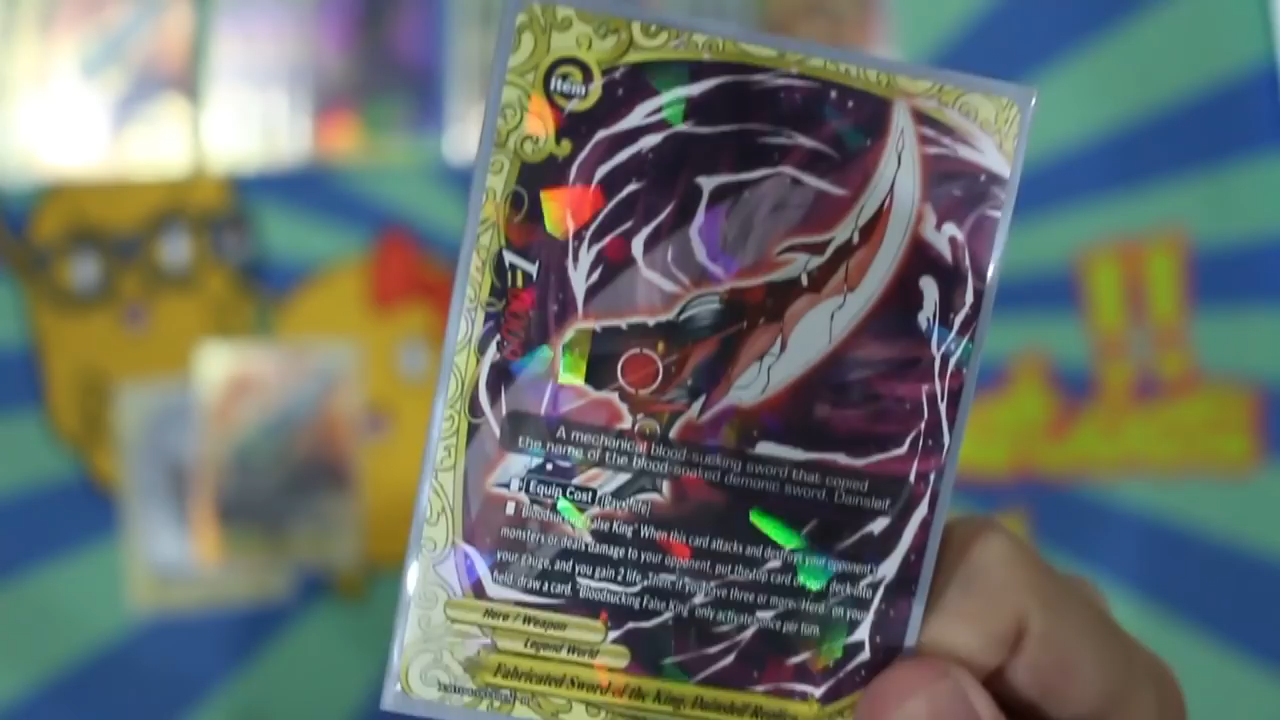 Item
A mechanical blood-sucking sword that copied
the name of the blood-soaked demonic sword, Dainsleif
Equip Cost (Pay 1 life)
"Bloodsucking False King" When this card attacks and destroys your opponent's
monsters or deals damage to your opponent, put the top card of your deck into
your gauge, and you gain 2 life. Then, if you have three or more on your
field, draw a card. "Bloodsucking False King" only activates once per turn.
Hero / Weapon
Legend World
Fabricated Sword of the King, Dainsleif